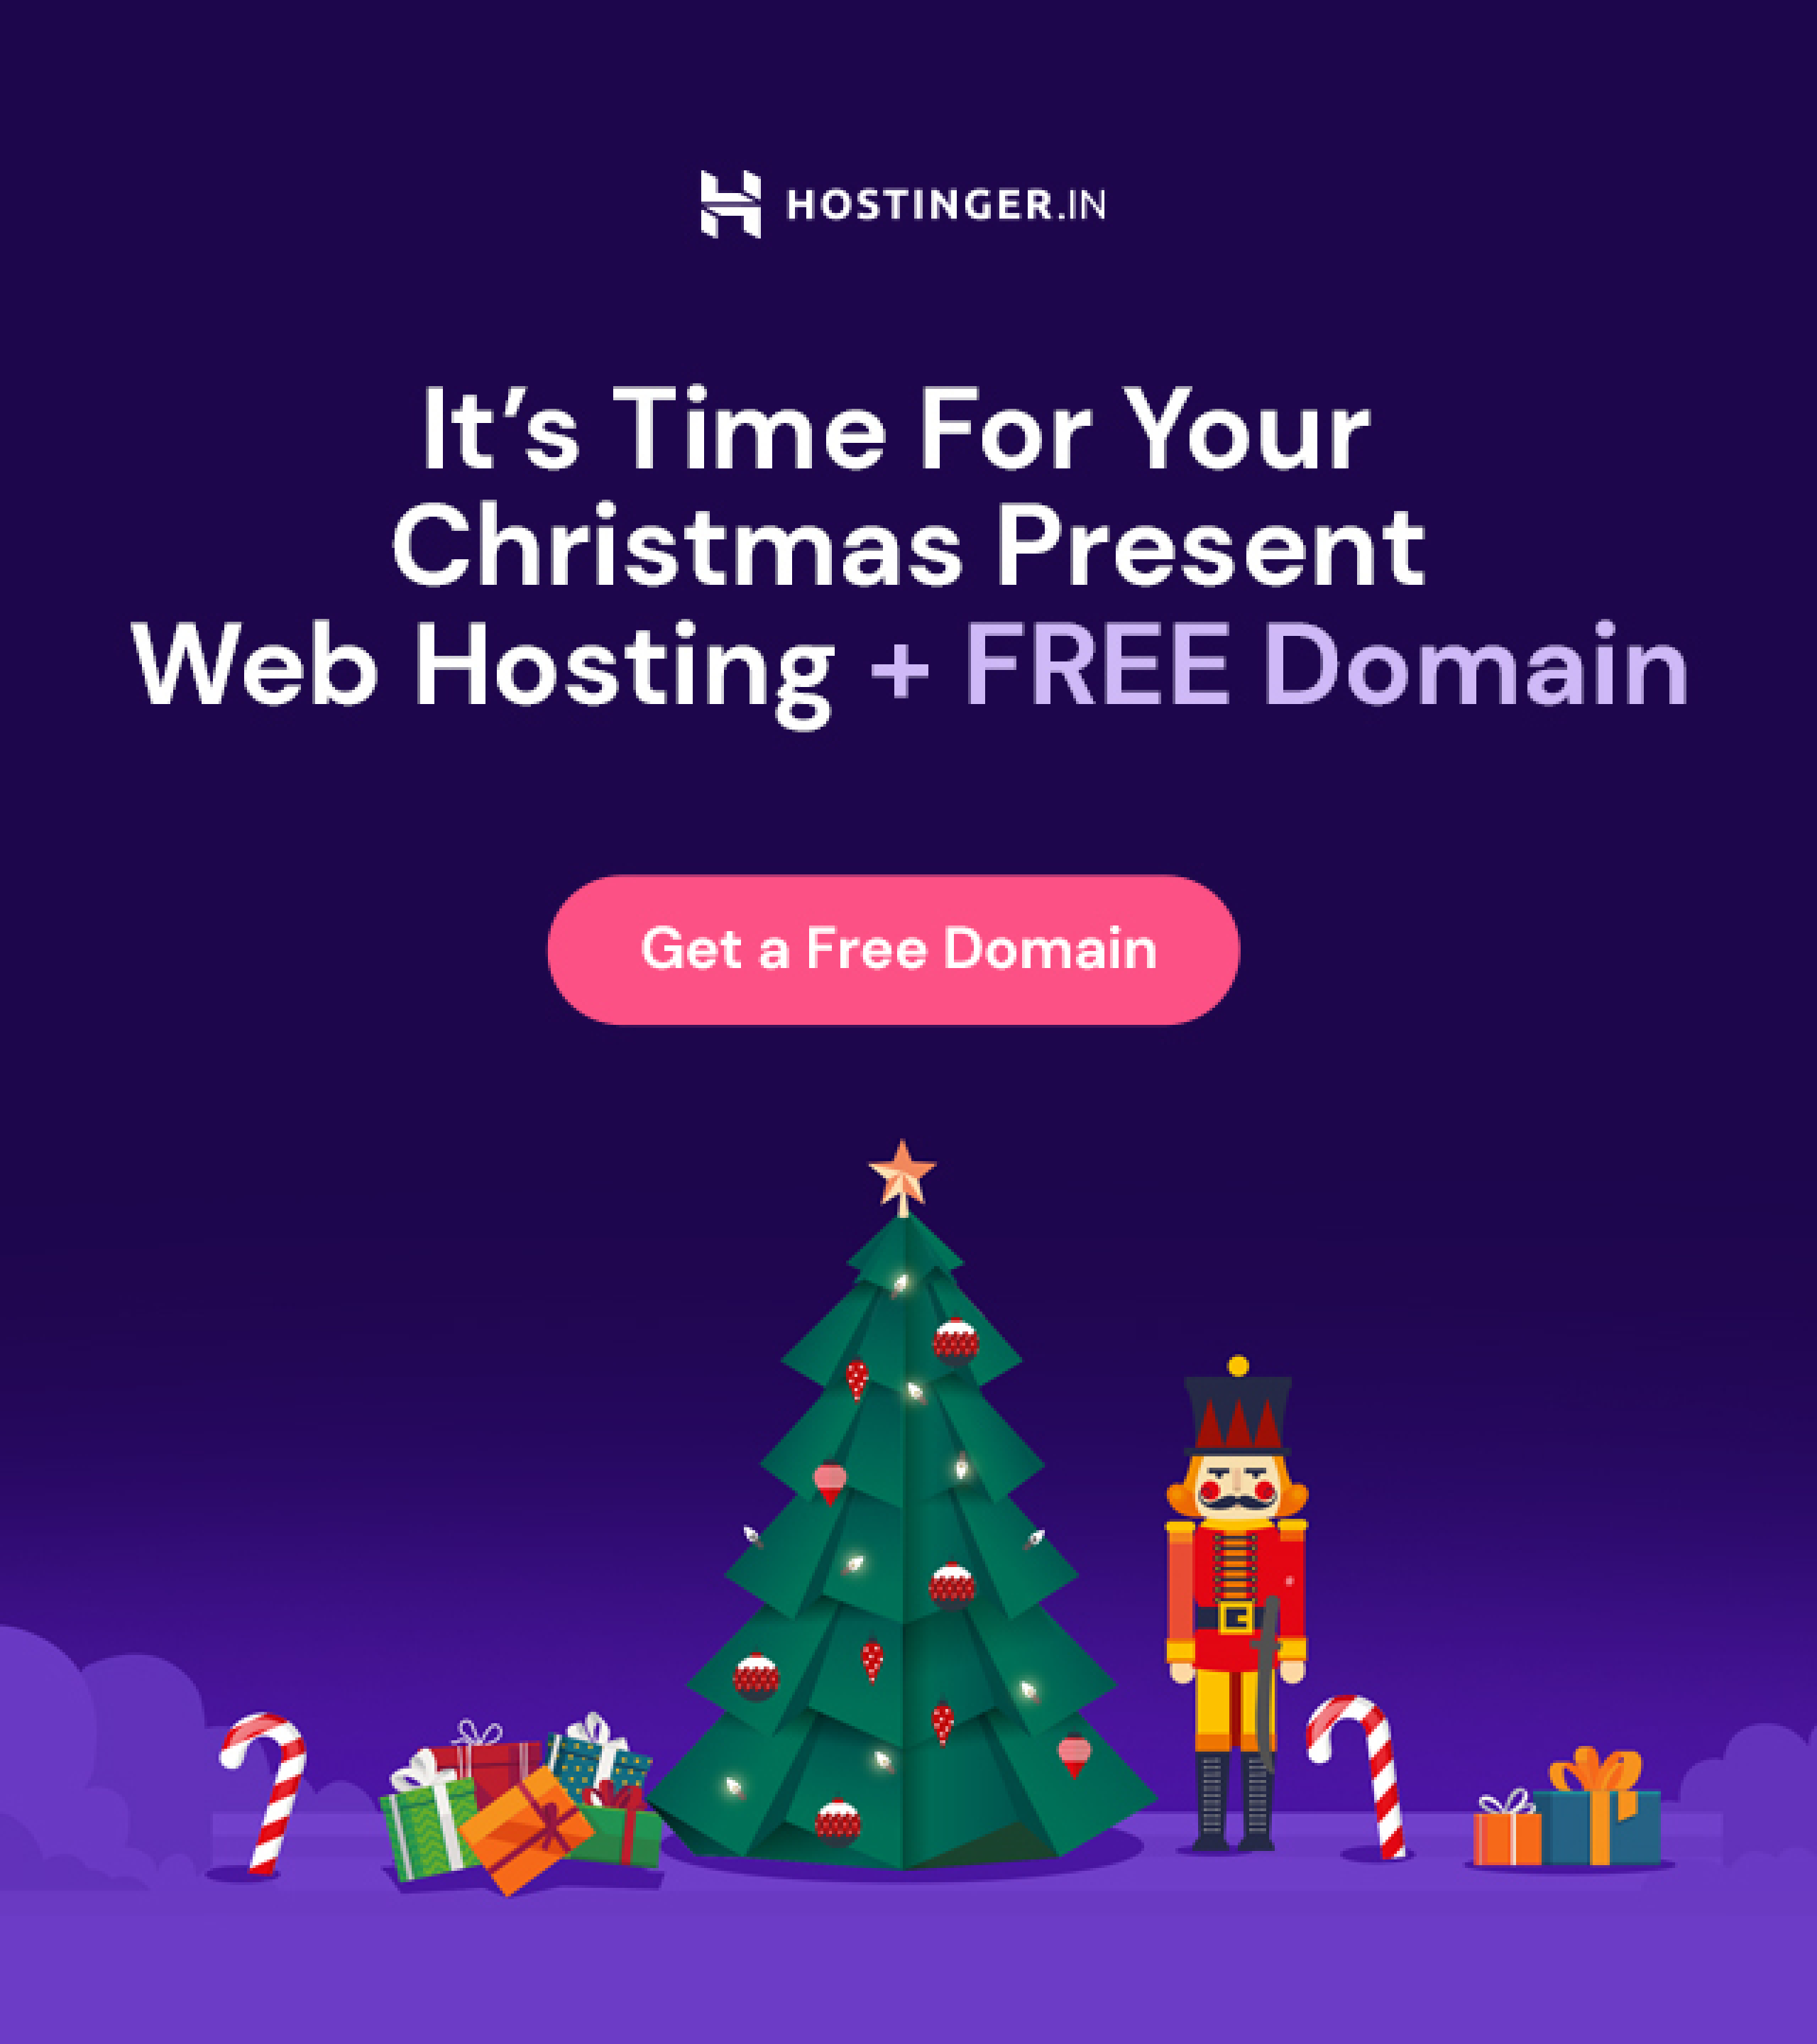 HOSTINGER.IN
It’s Time For Your
Christmas Present
Web Hosting + FREE Domain
Get a Free Domain